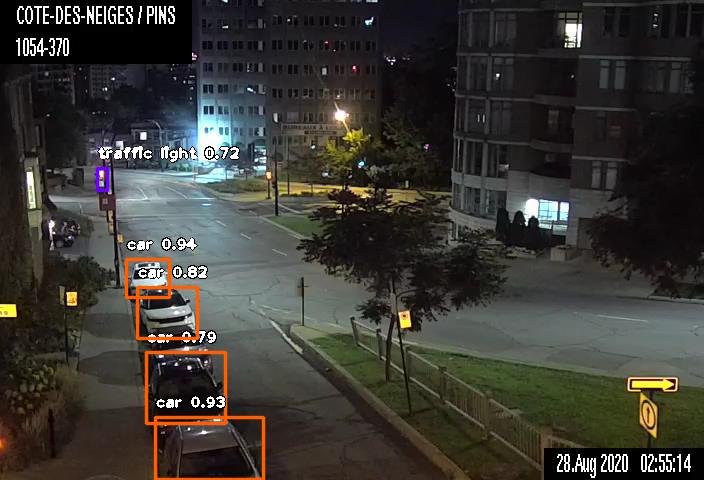 COTE-DES-NEIGES / PINS
1054-370
traffic light 0.72
car 0.94
car 0.82
car 0.79
car 0.93
28.Aug 2020 02:55:14